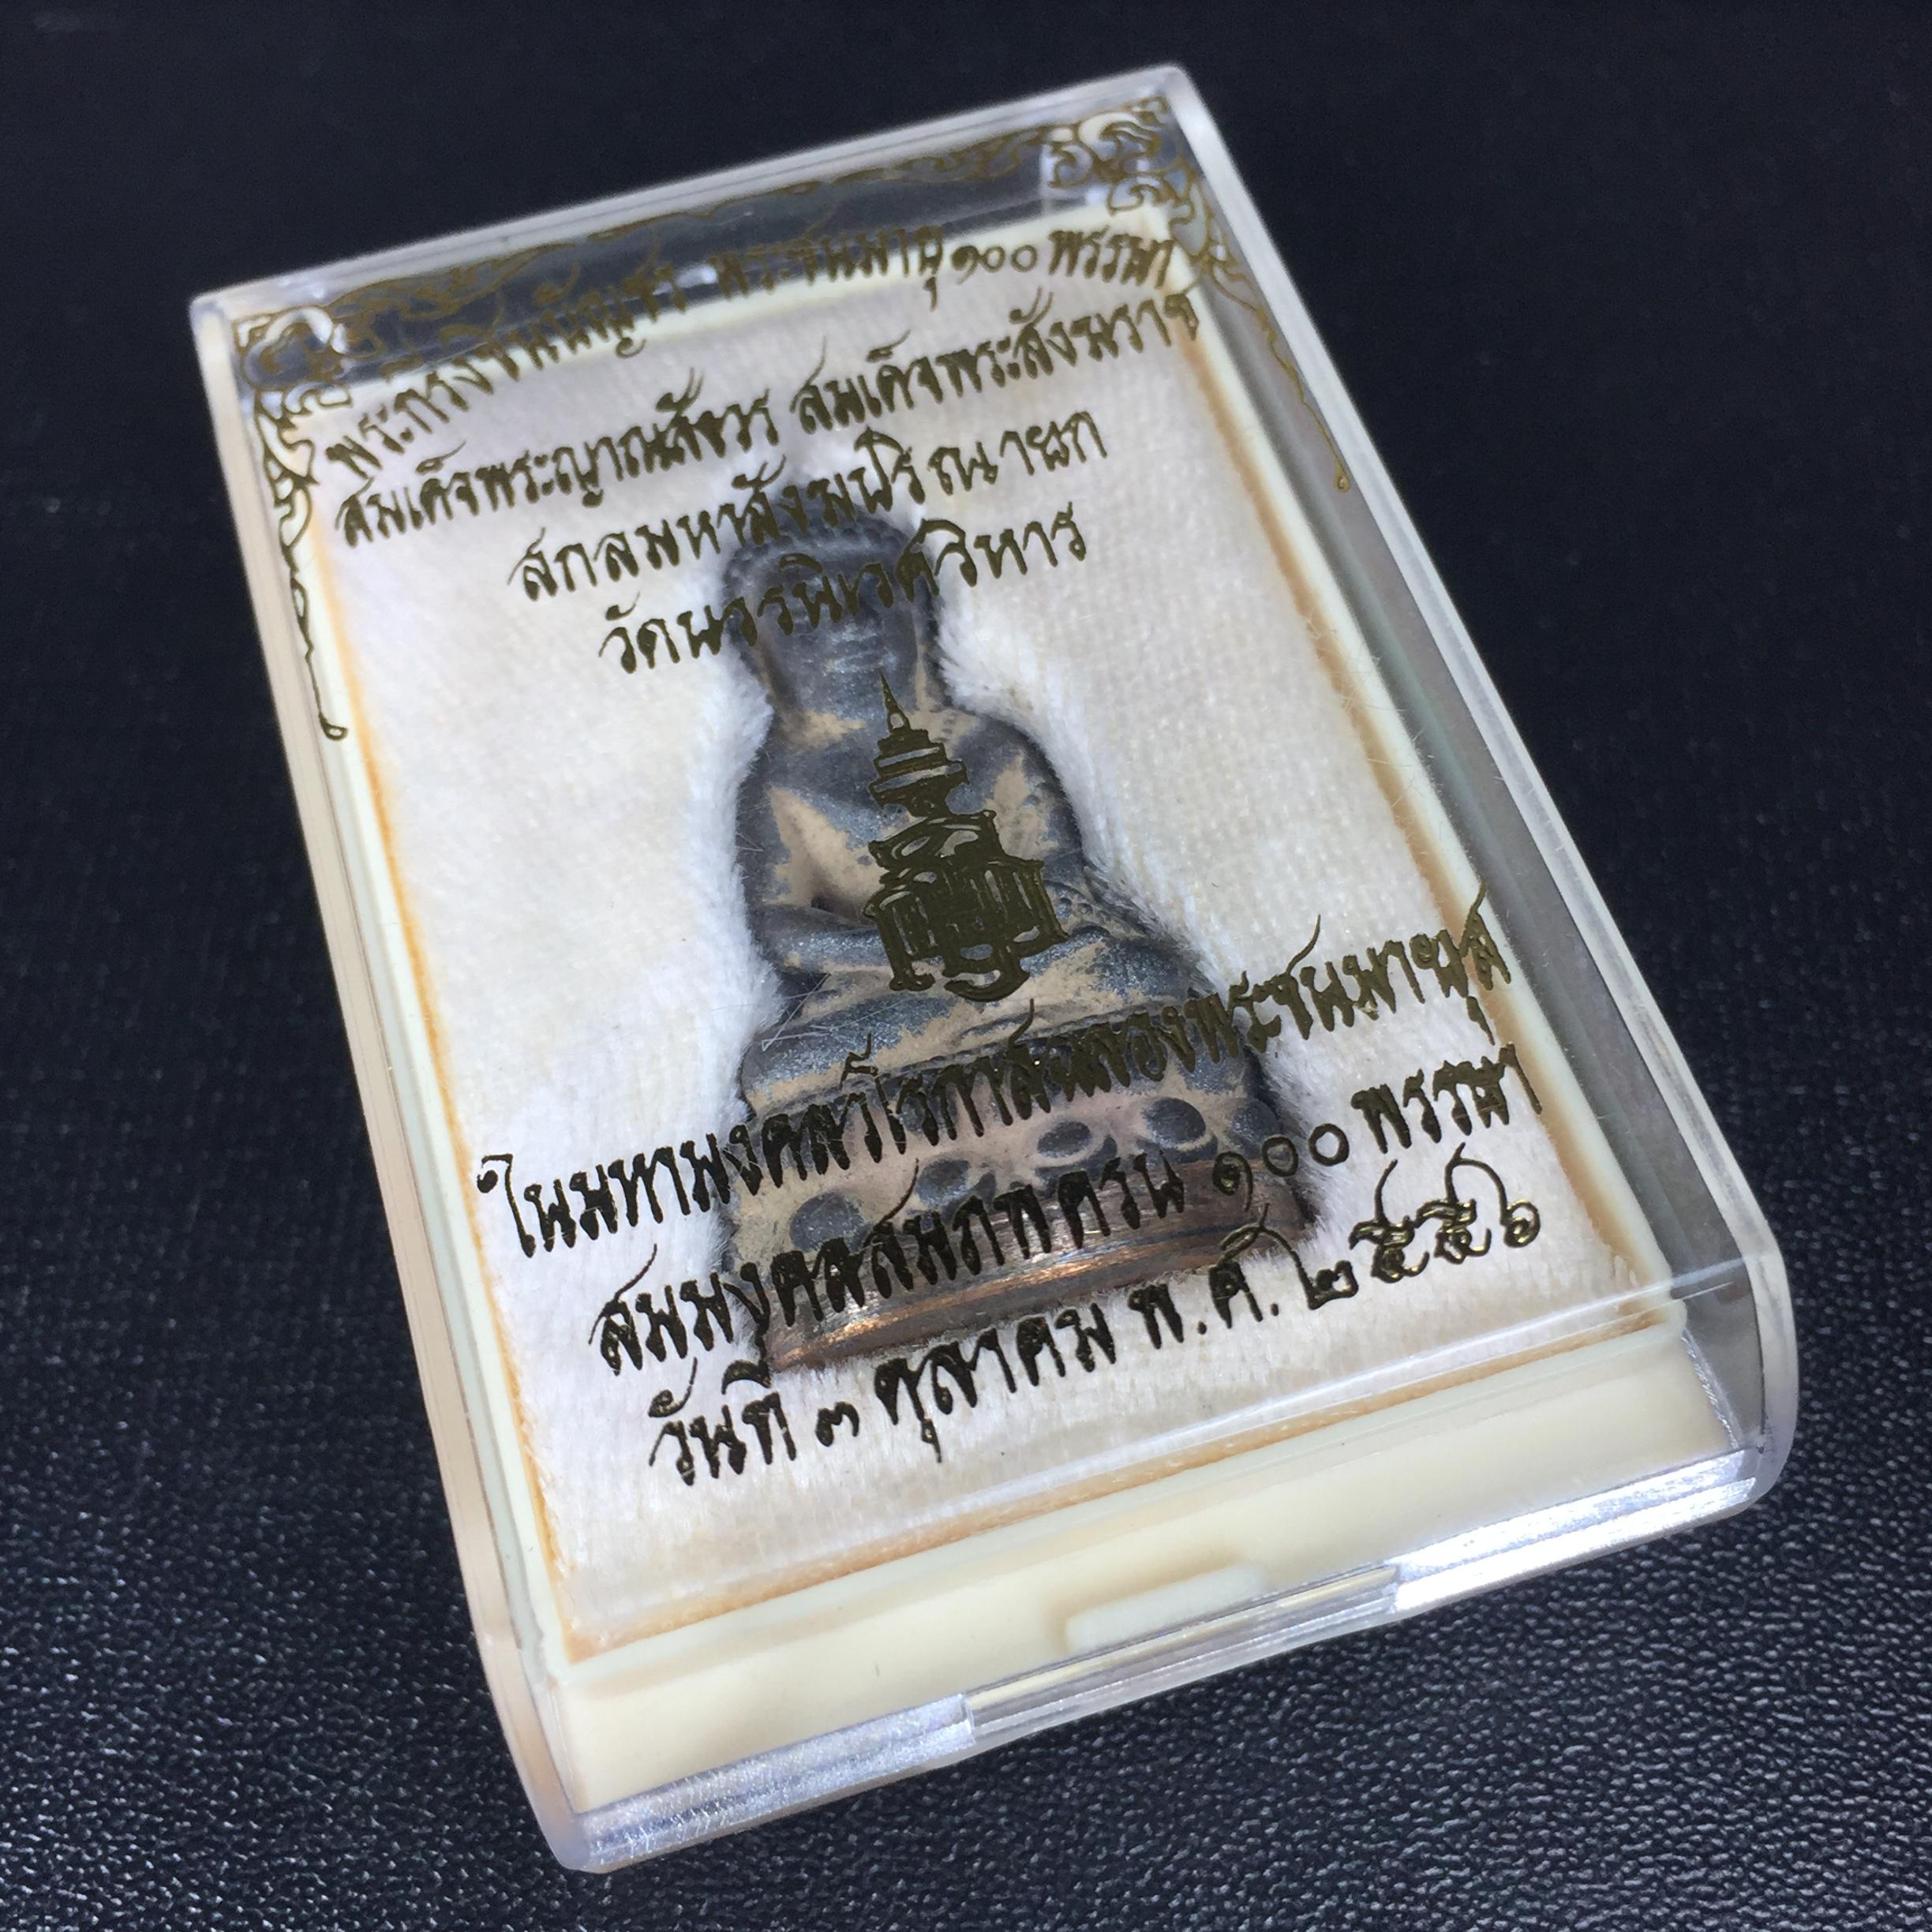 พระกริ่งชินบัญชร พระชนมายุ ๑๐๐ พรรษา
สมเด็จพระญาณสังวร สมเด็จพระสังฆราช
สกลมหาสังฆปริณายก
วัดบวรนิเวศวิหาร
ในมหามงคลวโรกาสฉลองพระชนมายุส
สมมงคลสมภพครบ ๑๐๐ พรรษา
วันที่ ๓ ตุลาคม พ.ศ. ๒๕๕๖